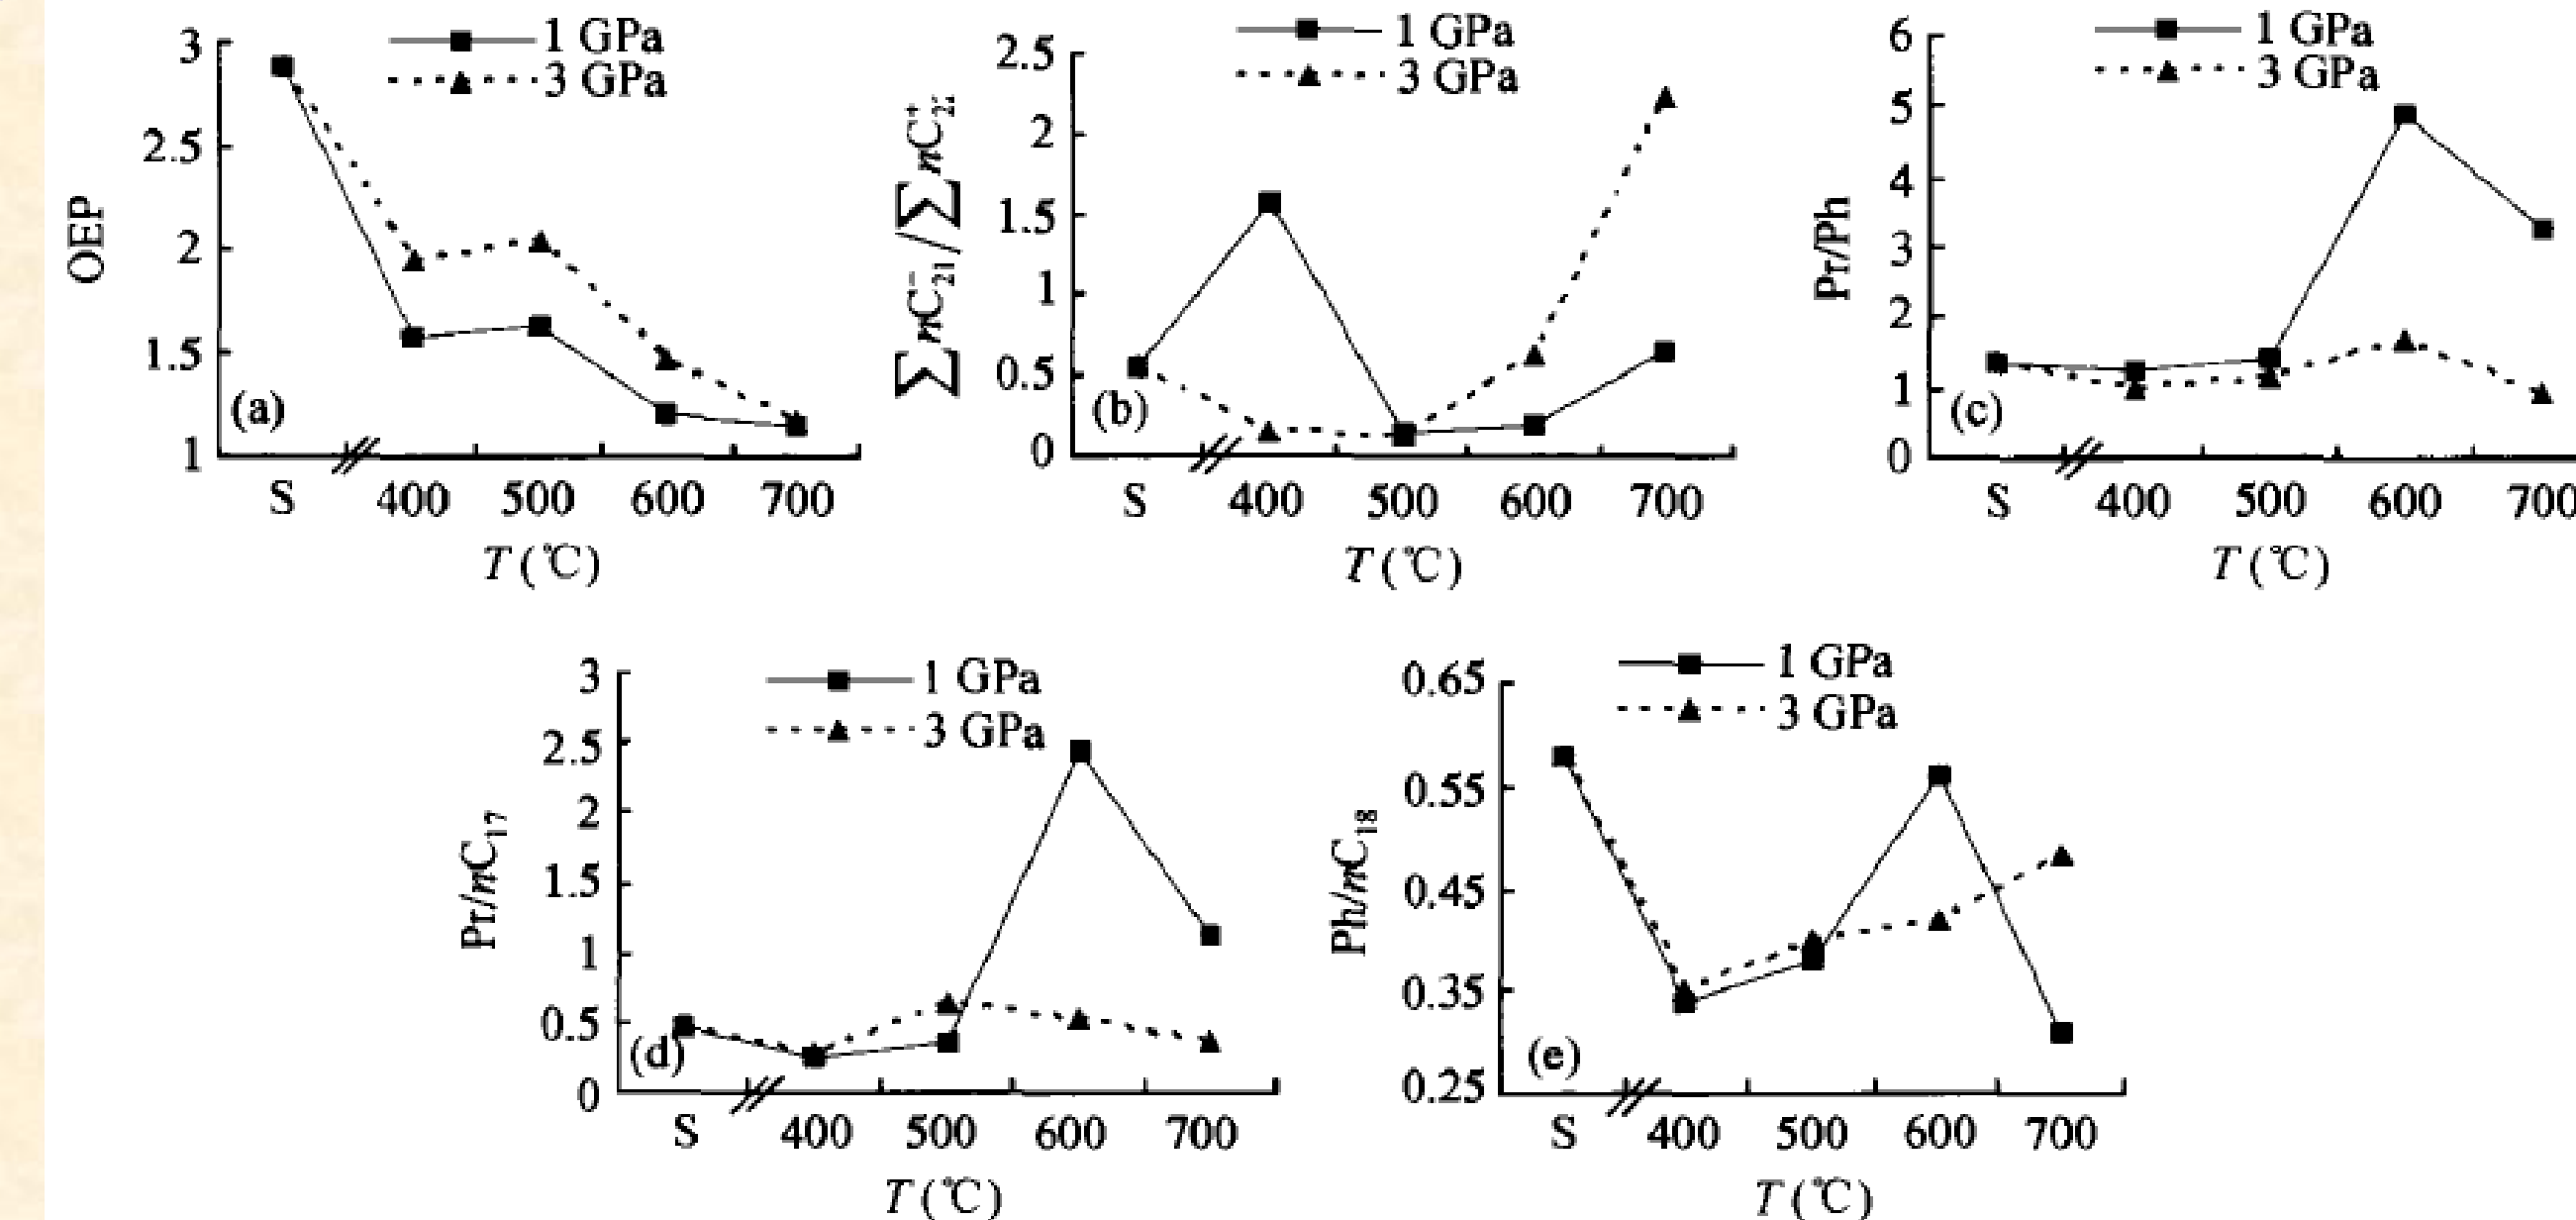 1 GPa
3 GPa
OEP
3
2.5
2
1.5
1
(a)
S 400 500 600 700
T (℃)
1 GPa
3 GPa
∑nC₂₁⁻/∑nC₂₂⁺
2.5
2
1.5
1
0.5
0
(b)
S 400 500 600 700
T (℃)
1 GPa
3 GPa
Pr/Ph
6
5
4
3
2
1
0
(c)
S 400 500 600 700
T (℃)
1 GPa
3 GPa
Pr/nC₁₇
3
2.5
2
1.5
1
0.5
0
(d)
S 400 500 600 700
T (℃)
1 GPa
3 GPa
Ph/nC₁₈
0.65
0.55
0.45
0.35
0.25
(e)
S 400 500 600 700
T (℃)